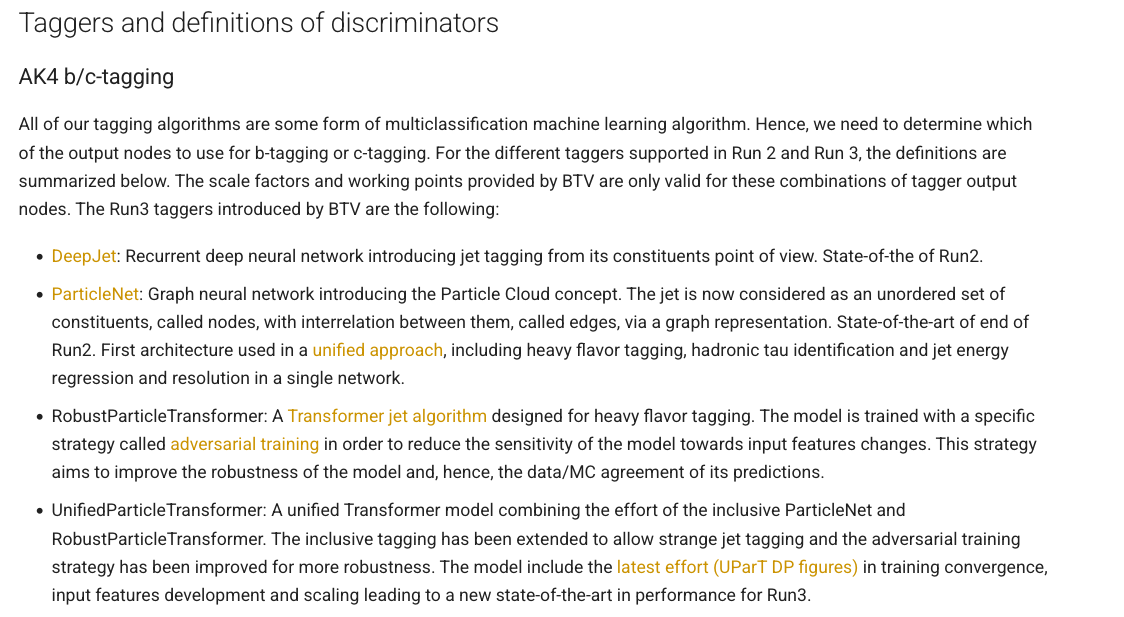 Taggers and definitions of discriminators
AK4 b/c-tagging
All of our tagging algorithms are some form of multiclassification machine learning algorithm. Hence, we need to determine which
of the output nodes to use for b-tagging or c-tagging. For the different taggers supported in Run 2 and Run 3, the definitions are
summarized below. The scale factors and working points provided by BTV are only valid for these combinations of tagger output
nodes. The Run3 taggers introduced by BTV are the following:
• DeepJet: Recurrent deep neural network introducing jet tagging from its constituents point of view. State-of-the of Run2.
• ParticleNet: Graph neural network introducing the Particle Cloud concept. The jet is now considered as an unordered set of
constituents, called nodes, with interrelation between them, called edges, via a graph representation. State-of-the-art of end of
Run2. First architecture used in a unified approach, including heavy flavor tagging, hadronic tau identification and jet energy
regression and resolution in a single network.
• RobustParticleTransformer: A Transformer jet algorithm designed for heavy flavor tagging. The model is trained with a specific
strategy called adversarial training in order to reduce the sensitivity of the model towards input features changes. This strategy
aims to improve the robustness of the model and, hence, the data/MC agreement of its predictions.
• UnifiedParticleTransformer: A unified Transformer model combining the effort of the inclusive ParticleNet and
RobustParticleTransformer. The inclusive tagging has been extended to allow strange jet tagging and the adversarial training
strategy has been improved for more robustness. The model include the latest effort (UParT DP figures) in training convergence,
input features development and scaling leading to a new state-of-the-art in performance for Run3.